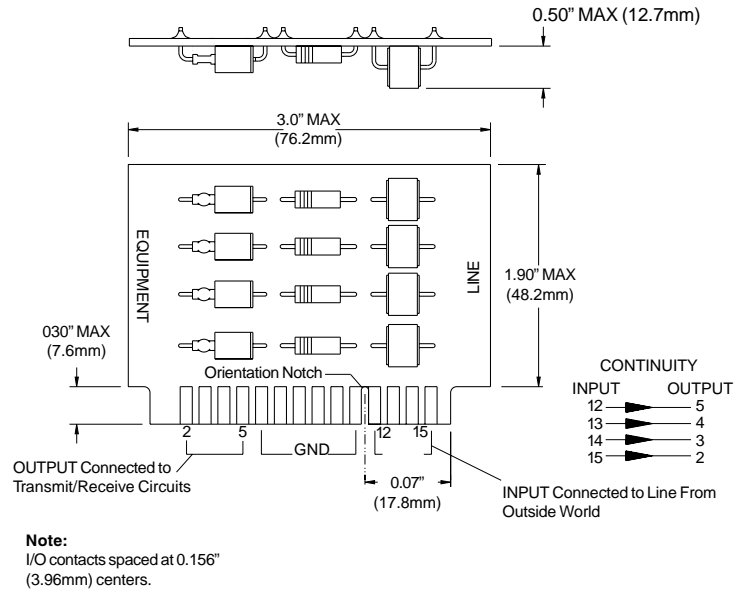 0.50” MAX (12.7mm)
3.0” MAX
(76.2mm)
EQUIPMENT
LINE
1.90” MAX
(48.2mm)
030” MAX
(7.6mm)
Orientation Notch
2
5
GND
12
15
CONTINUITY
INPUT OUTPUT
12 5
13 4
14 3
15 2
OUTPUT Connected to
Transmit/Receive Circuits
0.07”
(17.8mm)
INPUT Connected to Line From
Outside World
Note:
I/O contacts spaced at 0.156”
(3.96mm) centers.